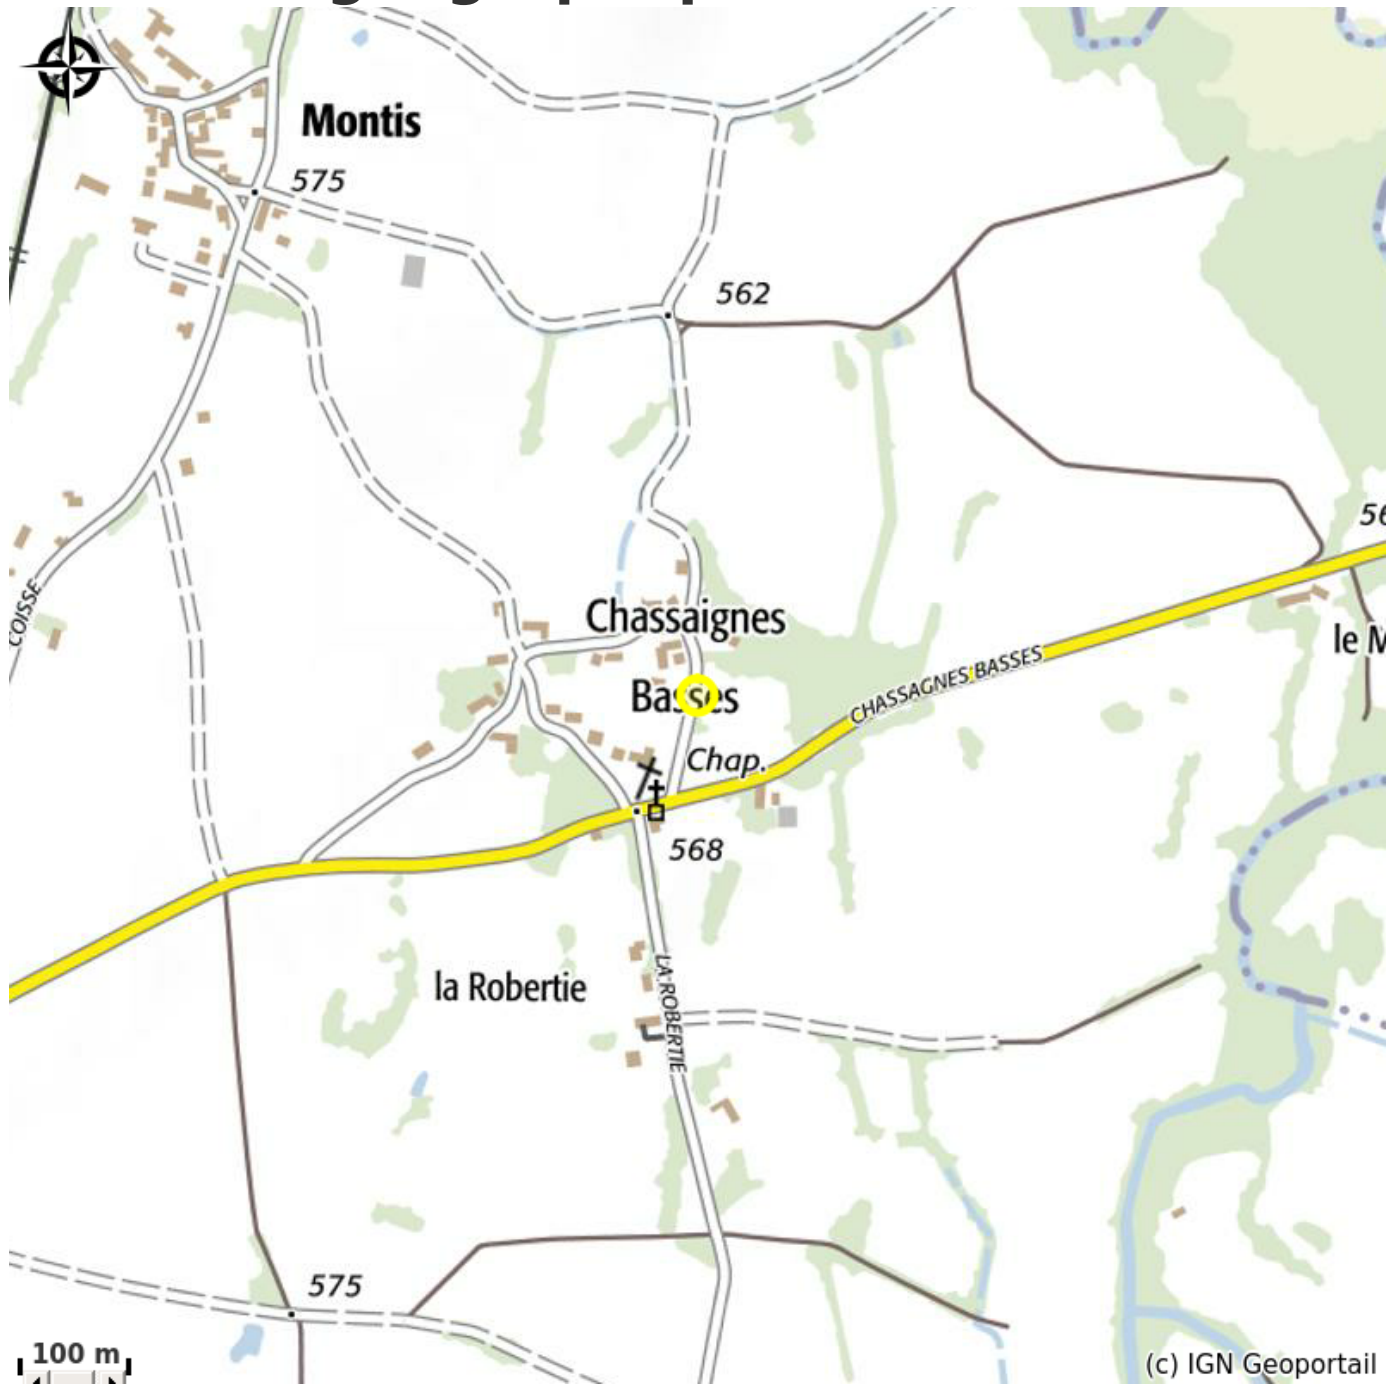 Montis
575
562
56
COISSE
Chassaignes
Basses
le M
CHASSAGNES BASSES
Chap.
568
la Robertie
LA ROBERTIE
575
100 m
(c) IGN Geoportail